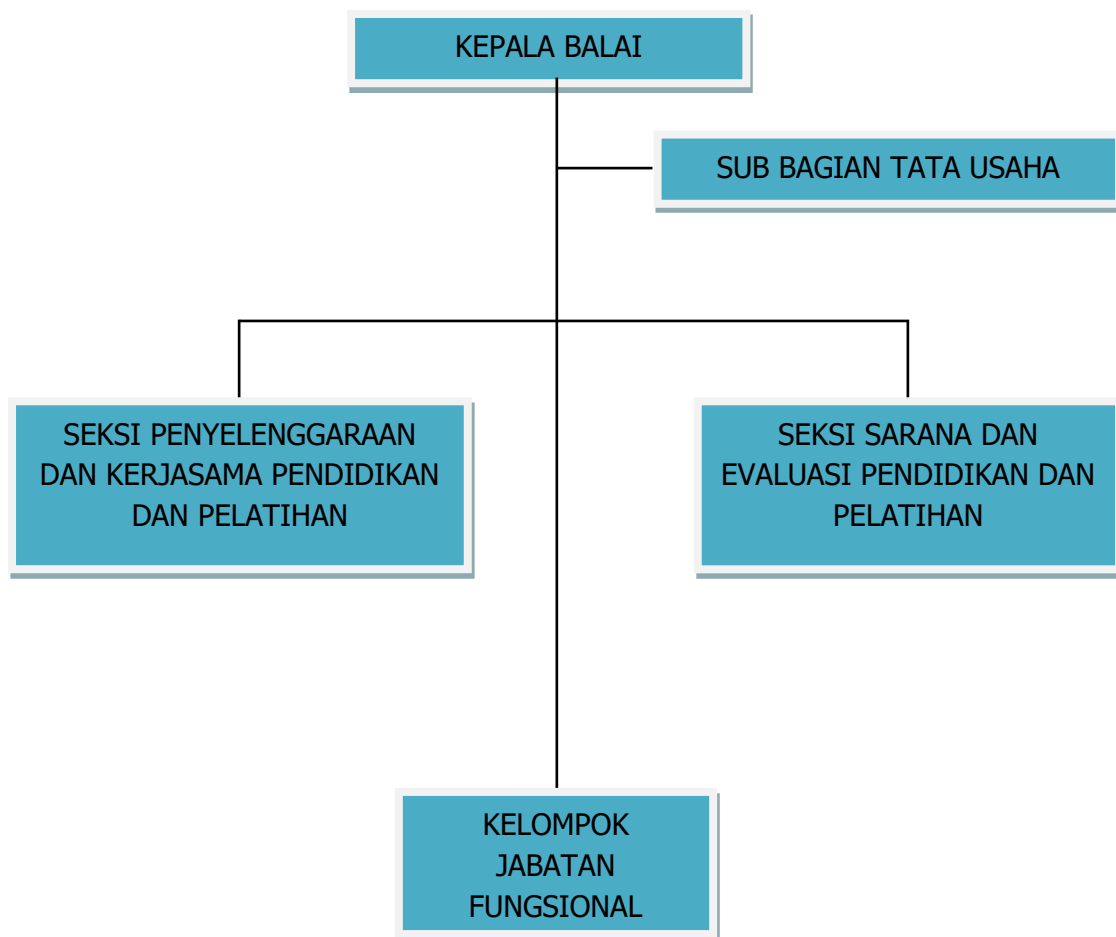 KEPALA BALAI
SUB BAGIAN TATA USAHA
SEKSI PENYELENGGARAAN
DAN KERJASAMA PENDIDIKAN
DAN PELATIHAN
SEKSI SARANA DAN
EVALUASI PENDIDIKAN DAN
PELATIHAN
KELOMPOK
JABATAN
FUNGSIONAL